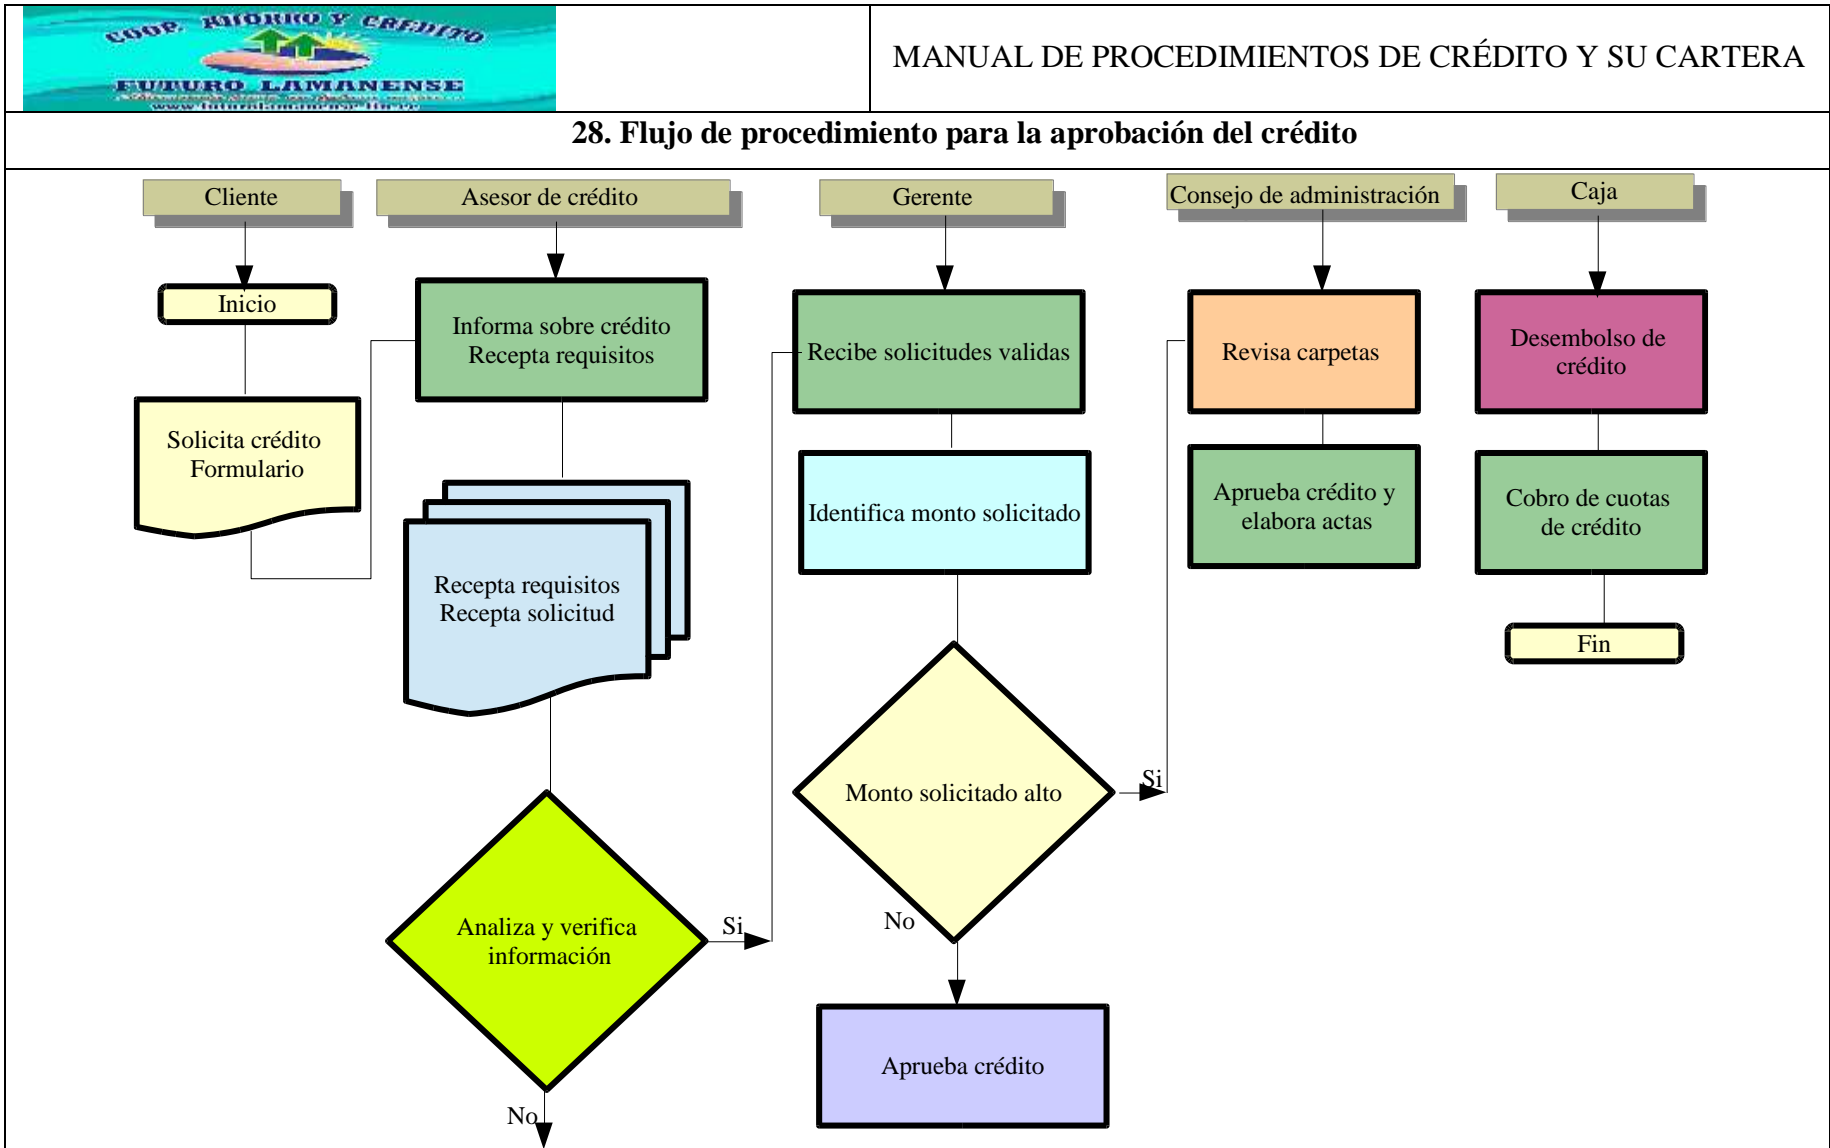 COOP. AHORRO Y CREDITO
FUTURO LAMANENSE
MANUAL DE PROCEDIMIENTOS DE CRÉDITO Y SU CARTERA
28. Flujo de procedimiento para la aprobación del crédito
Cliente
Asesor de crédito
Gerente
Consejo de administración
Caja
Inicio
Informa sobre crédito
Recepta requisitos
Recibe solicitudes validas
Revisa carpetas
Desembolso de
crédito
Solicita crédito
Formulario
Identifica monto solicitado
Aprueba crédito y
elabora actas
Cobro de cuotas
de crédito
Recepta requisitos
Recepta solicitud
Fin
Monto solicitado alto
Si
No
Analiza y verifica
información
Si
No
Aprueba crédito